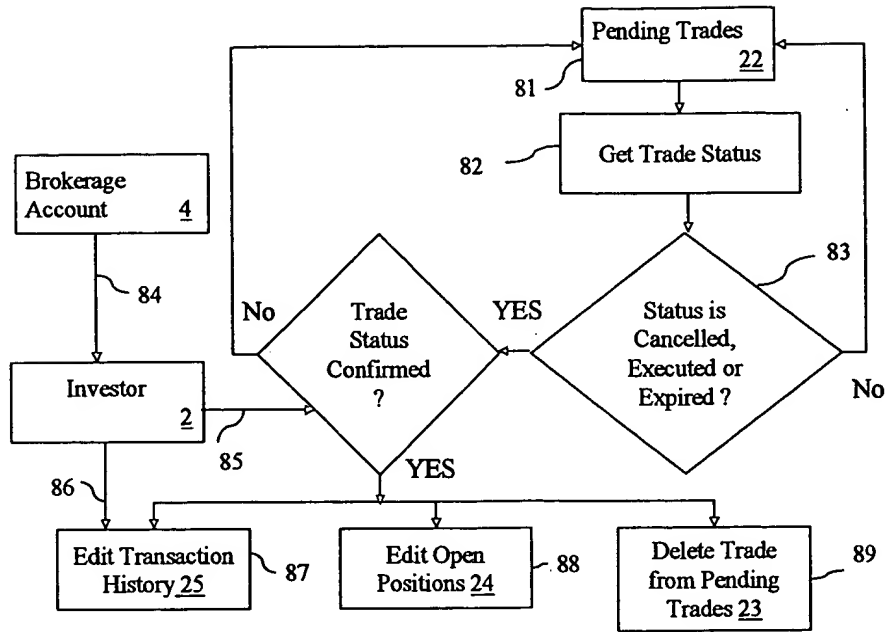 Pending Trades
22
81
82
Get Trade Status
Brokerage
Account 4
83
84
No
Trade
Status
Confirmed
?
YES
Status is
Cancelled,
Executed or
Expired ?
No
Investor
2
85
86
YES
Edit Transaction
History 25
87
Edit Open
Positions 24
88
Delete Trade
from Pending
Trades 23
89